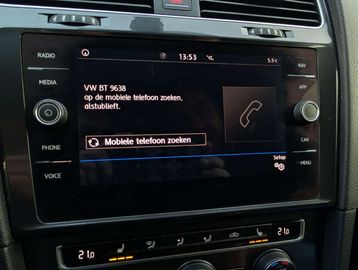 RADIO
MEDIA
PHONE
VOICE
13:53
5.5°C
VW BT 9638
op de mobiele telefoon zoeken,
alstublieft.
Mobiele telefoon zoeken
Setup
NAV
APP
CAR
MENU
21.0
21.0